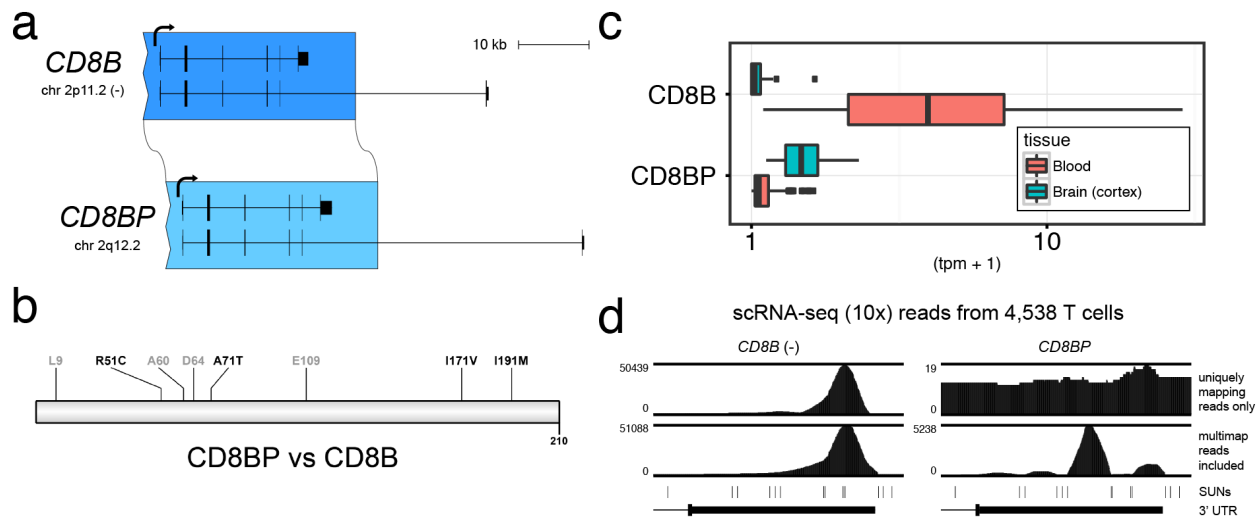 a
CD8B
chr 2p11.2 (-)
10 kb
CD8BP
chr 2q12.2
b
L9
R51C
A60
D64
A71T
E109
I171V
I191M
210
CD8BP vs CD8B
c
CD8B
CD8BP
tissue
Blood
Brain (cortex)
1
10
(tpm + 1)
d
scRNA-seq (10x) reads from 4,538 T cells
CD8B (-)
CD8BP
50439
0
19
0
uniquely
mapping
reads only
51088
0
5238
0
multimap
reads
included
SUNs
3' UTR